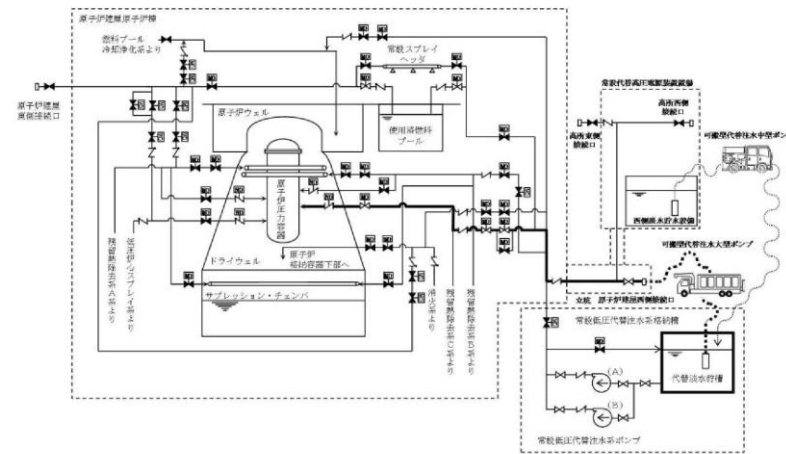 原子炉建屋原子炉棟
燃料プール
冷却浄化系より
原子炉建屋
東側接続口
常設スプレイ
ヘッダ
原子炉ウェル
使用済燃料
プール
原子炉圧力容器
ドライウェル
原子炉
格納容器下部へ
サプレッション・チェンバ
残留熱除去系A系より
低圧炉心スプレイ系より
消火系より
残留熱除去系C系より
残留熱除去系B系より
常設代替高圧電源装置置場
高所東側
接続口
高所西側
接続口
西側淡水貯水設備
可搬型代替注水中型ポンプ
可搬型代替注水大型ポンプ
立坑
原子炉建屋西側接続口
常設低圧代替注水系格納槽
(A)
(B)
代替淡水貯槽
常設低圧代替注水系ポンプ